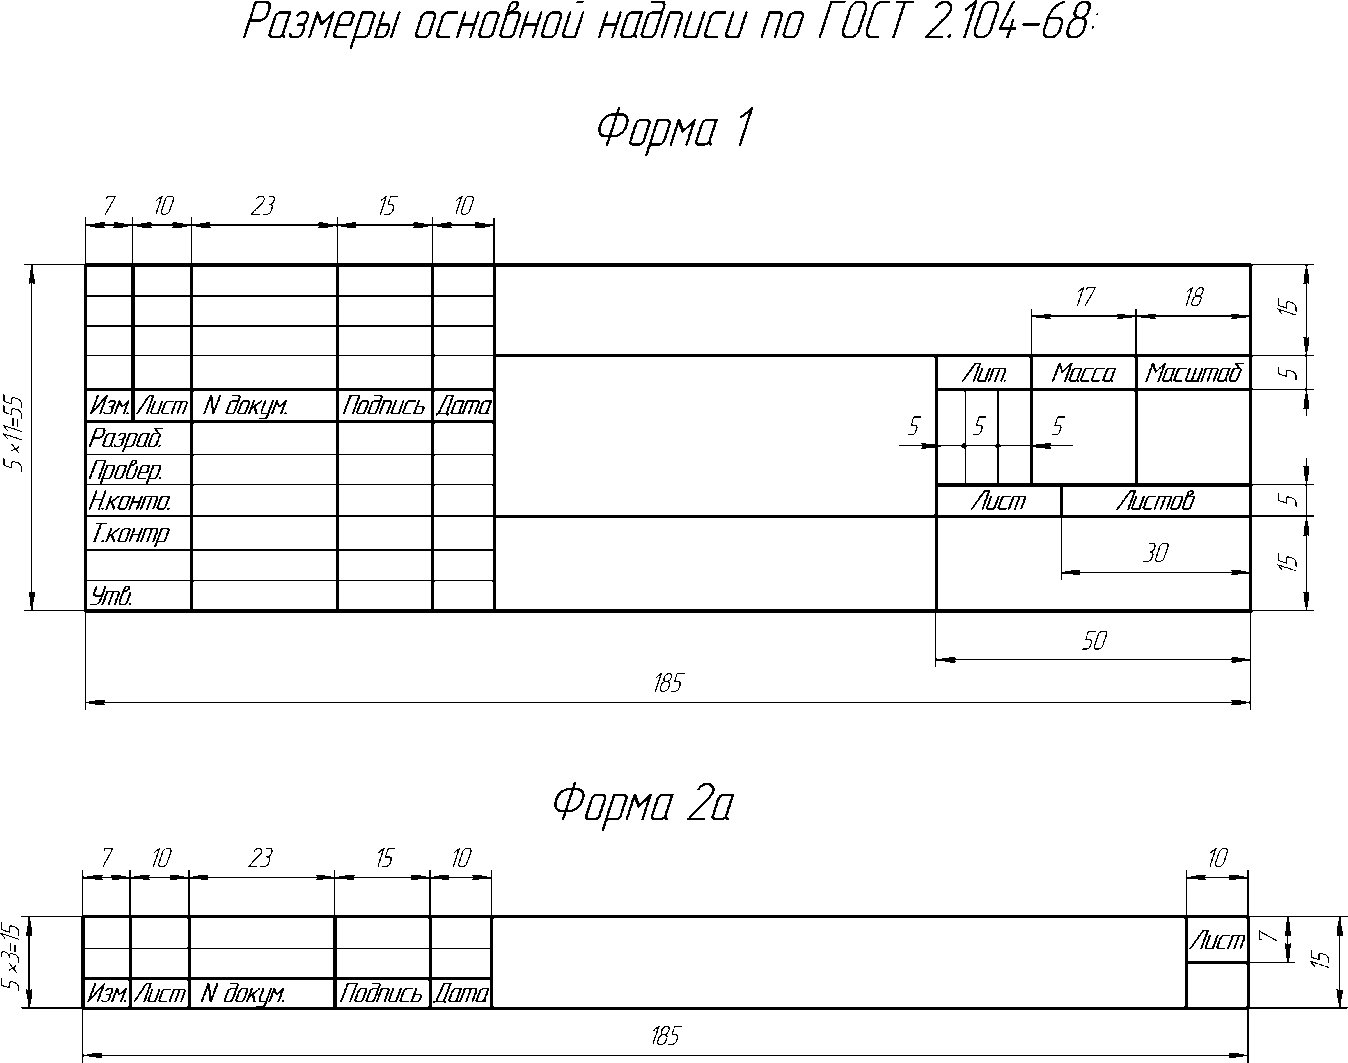 Размеры основной надписи по ГОСТ 2.104-68:
Форма 1
7 10 23 15 10
17 18 15
Лит. Масса Масштаб 5
Изм. Лист N докум. Подпись Дата
5 5 5
5 ×11=55
Разраб.
Провер.
Н.конто.
Лист Листов 5
Т.контр
30 15
Утв.
50
185
Форма 2а
7 10 23 15 10 10
Лист 7
5 ×3=15
15
Изм. Лист N докум. Подпись Дата
185